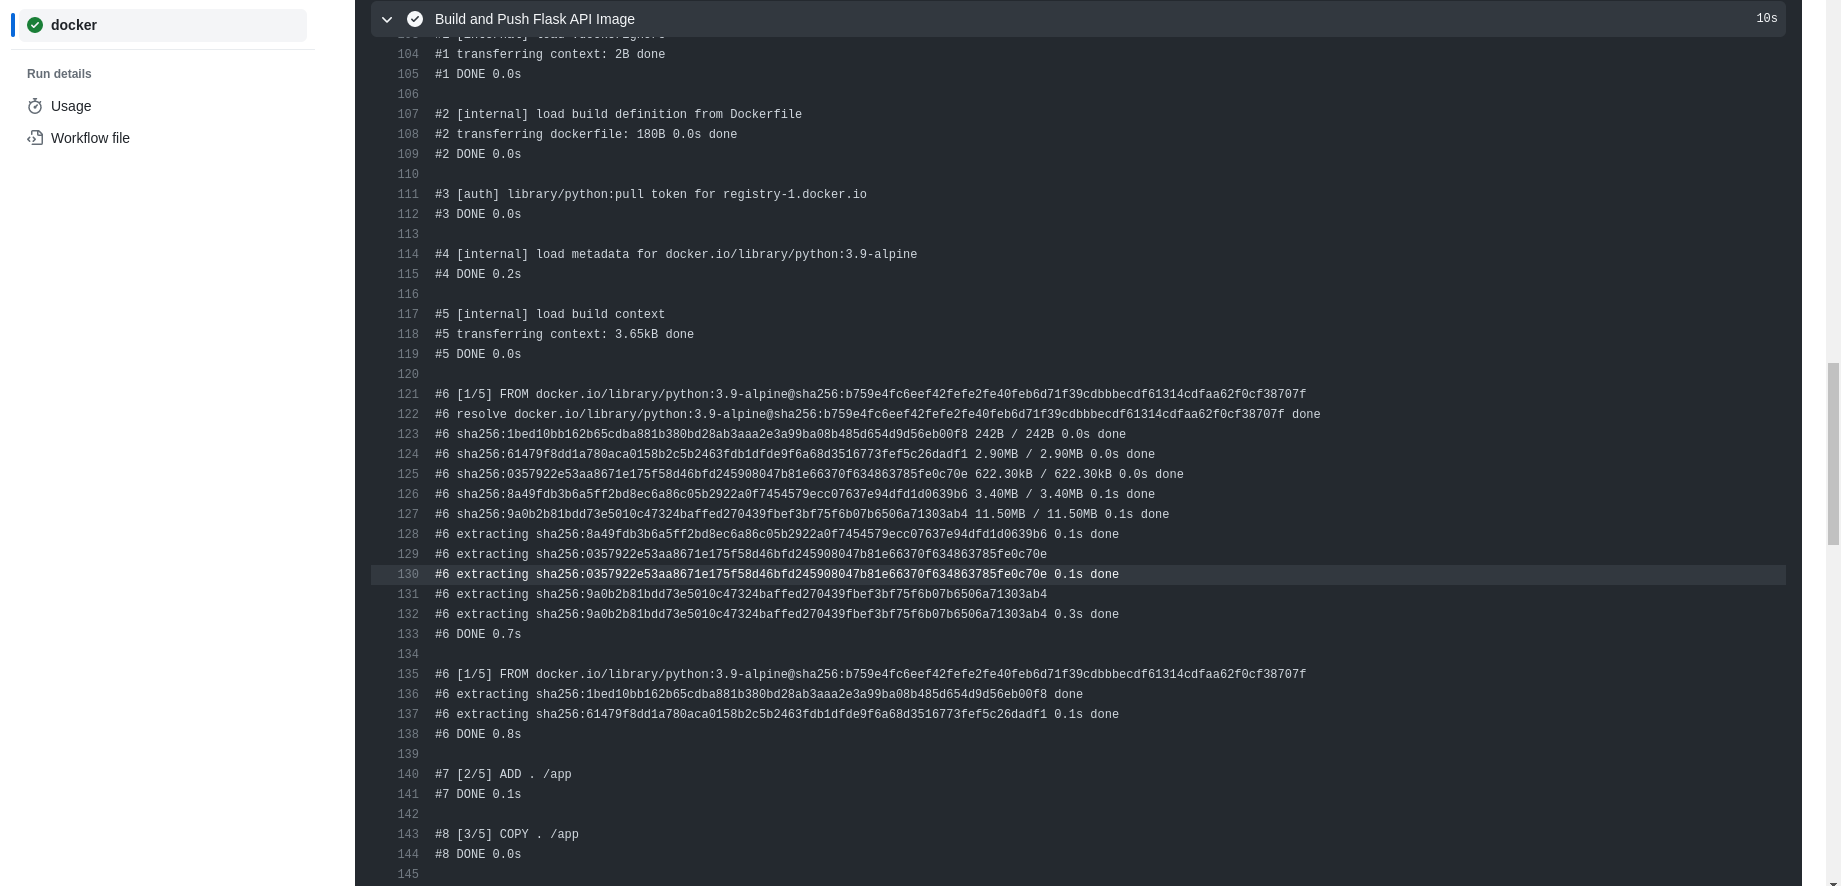 docker
Run details
Usage
Workflow file
Build and Push Flask API Image 10s
104 #1 transferring context: 2B done
105 #1 DONE 0.0s
106
107 #2 [internal] load build definition from Dockerfile
108 #2 transferring dockerfile: 180B 0.0s done
109 #2 DONE 0.0s
110
111 #3 [auth] library/python:pull token for registry-1.docker.io
112 #3 DONE 0.0s
113
114 #4 [internal] load metadata for docker.io/library/python:3.9-alpine
115 #4 DONE 0.2s
116
117 #5 [internal] load build context
118 #5 transferring context: 3.65kB done
119 #5 DONE 0.0s
120
121 #6 [1/5] FROM docker.io/library/python:3.9-alpine@sha256:b759e4fc6eef42fefe2fe40feb6d71f39cdbbbecdf61314cdfaa62f0cf38707f
122 #6 resolve docker.io/library/python:3.9-alpine@sha256:b759e4fc6eef42fefe2fe40feb6d71f39cdbbbecdf61314cdfaa62f0cf38707f done
123 #6 sha256:1bed10bb162b65cdba881b380bd28ab3aaa2e3a99ba08b485d654d9d56eb00f8 242B / 242B 0.0s done
124 #6 sha256:61479f8dd1a780aca0158b2c5b2463fdb1dfde9f6a68d3516773fef5c26dadf1 2.90MB / 2.90MB 0.0s done
125 #6 sha256:0357922e53aa8671e175f58d46bfd245908047b81e66370f634863785fe0c70e 622.30kB / 622.30kB 0.0s done
126 #6 sha256:8a49fdb3b6a5ff2bd8ec6a86c05b2922a0f7454579ecc07637e94dfd1d0639b6 3.40MB / 3.40MB 0.1s done
127 #6 sha256:9a0b2b81bdd73e5010c47324baffed270439fbef3bf75f6b07b6506a71303ab4 11.50MB / 11.50MB 0.1s done
128 #6 extracting sha256:8a49fdb3b6a5ff2bd8ec6a86c05b2922a0f7454579ecc07637e94dfd1d0639b6 0.1s done
129 #6 extracting sha256:0357922e53aa8671e175f58d46bfd245908047b81e66370f634863785fe0c70e
130 #6 extracting sha256:0357922e53aa8671e175f58d46bfd245908047b81e66370f634863785fe0c70e 0.1s done
131 #6 extracting sha256:9a0b2b81bdd73e5010c47324baffed270439fbef3bf75f6b07b6506a71303ab4
132 #6 extracting sha256:9a0b2b81bdd73e5010c47324baffed270439fbef3bf75f6b07b6506a71303ab4 0.3s done
133 #6 DONE 0.7s
134
135 #6 [1/5] FROM docker.io/library/python:3.9-alpine@sha256:b759e4fc6eef42fefe2fe40feb6d71f39cdbbbecdf61314cdfaa62f0cf38707f
136 #6 extracting sha256:1bed10bb162b65cdba881b380bd28ab3aaa2e3a99ba08b485d654d9d56eb00f8 done
137 #6 extracting sha256:61479f8dd1a780aca0158b2c5b2463fdb1dfde9f6a68d3516773fef5c26dadf1 0.1s done
138 #6 DONE 0.8s
139
140 #7 [2/5] ADD . /app
141 #7 DONE 0.1s
142
143 #8 [3/5] COPY . /app
144 #8 DONE 0.0s
145